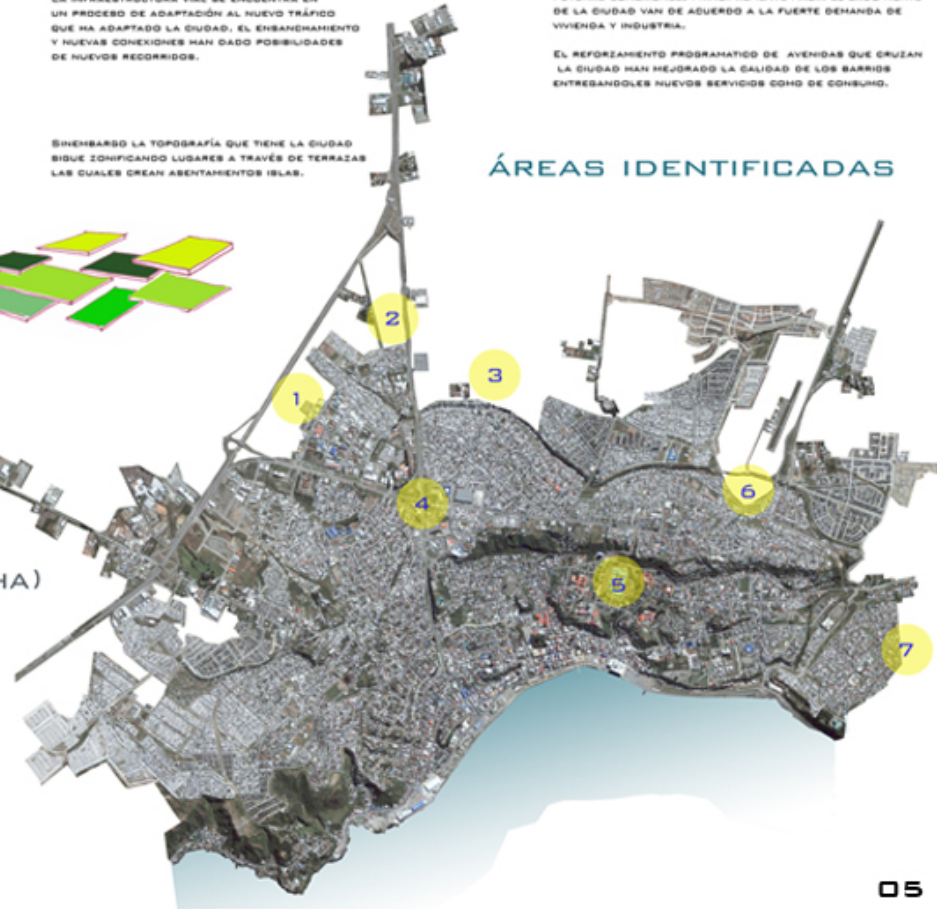 LA INFRAESTRUCTURA VIAL SE ENCUENTRA EN
UN PROCESO DE ADAPTACIÓN AL NUEVO TRÁFICO
QUE HA ADAPTADO LA CIUDAD. EL ENSANCHAMIENTO
Y NUEVAS CONEXIONES HAN DADO POSIBILIDADES
DE NUEVOS RECORRIDOS.
SINEMBARGO LA TOPOGRAFÍA QUE TIENE LA CIUDAD
SIGUE ZONIFICANDO LUGARES A TRAVÉS DE TERRAZAS
LAS CUALES CREAN ASENTAMIENTOS ISLAS.
DE LA CIUDAD VAN DE ACUERDO A LA FUERTE DEMANDA DE
VIVIENDA Y INDUSTRIA.
EL REFORZAMIENTO PROGRAMATICO DE AVENIDAS QUE CRUZAN
LA CIUDAD HAN MEJORADO LA CALIDAD DE LOS BARRIOS
ENTREGANDOLES NUEVOS SERVICIOS COMO DE CONSUMO.
ÁREAS IDENTIFICADAS
2
3
1
4
6
5
HA)
7
05